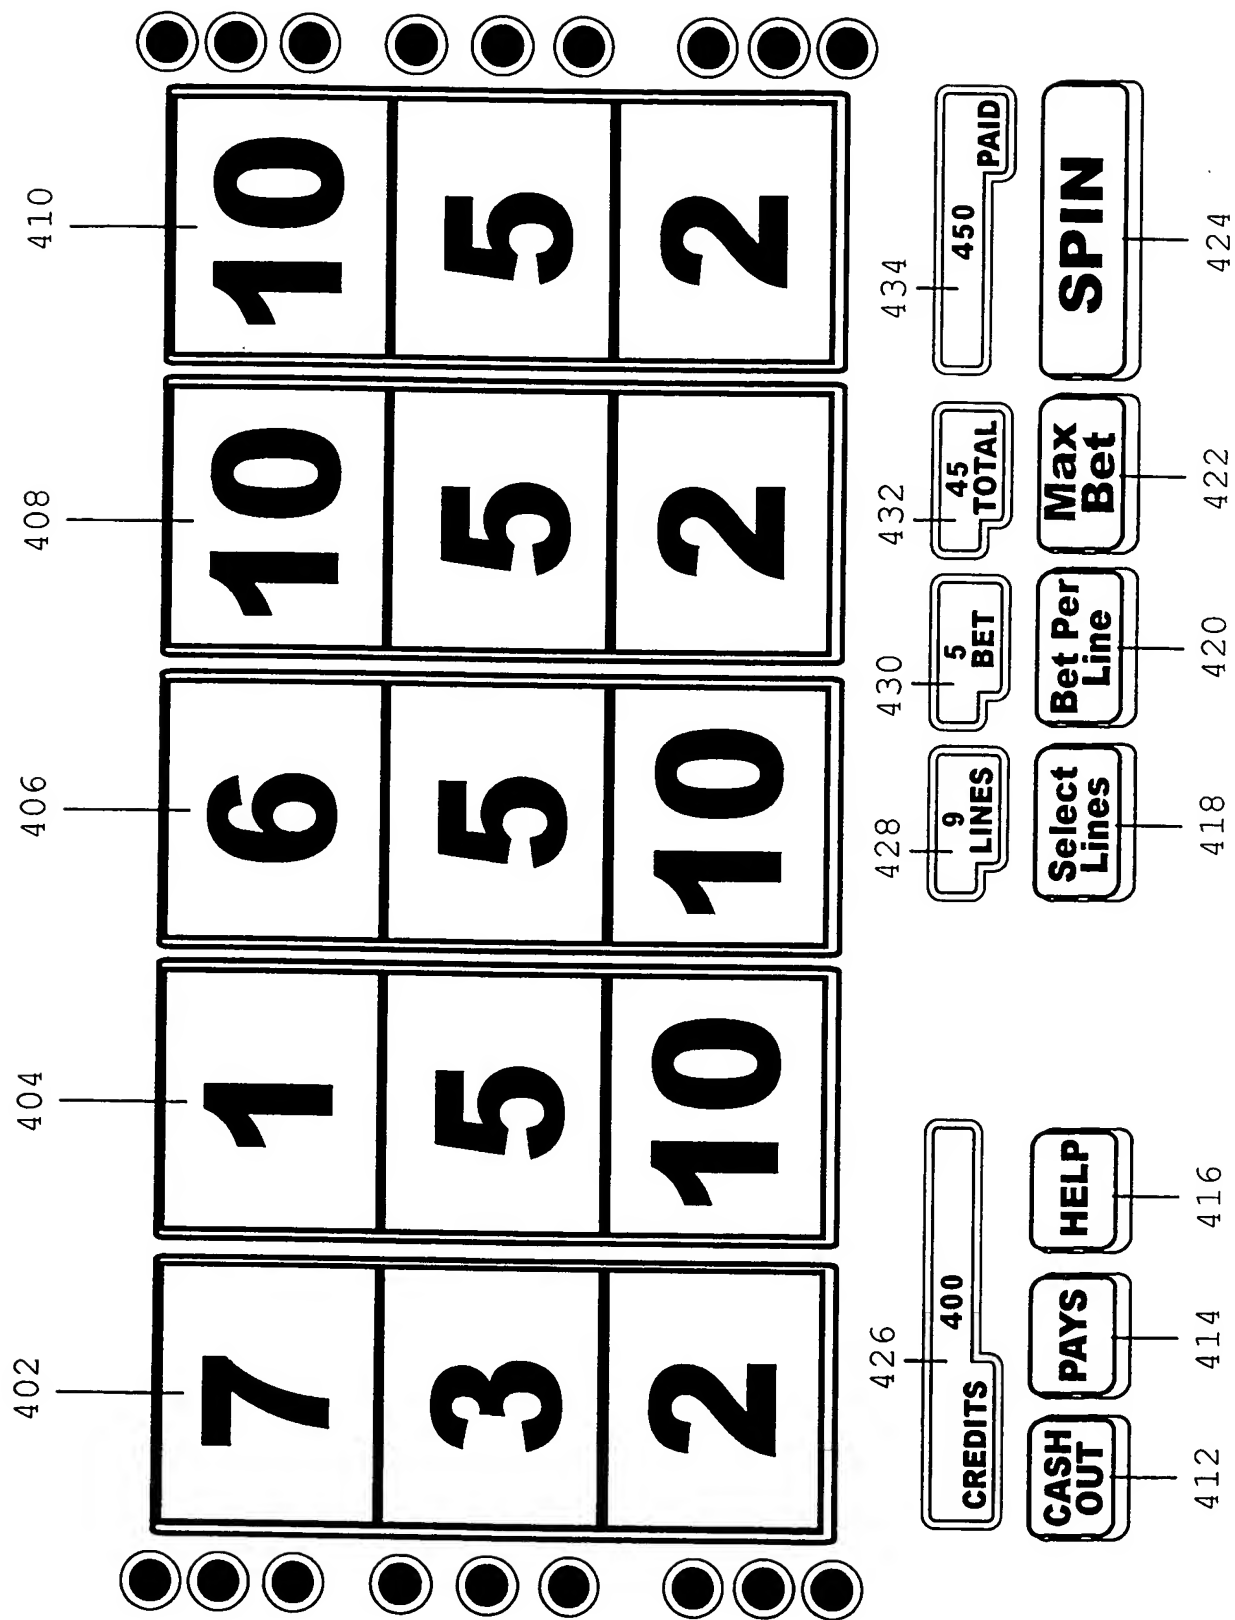 402 404 406 408 410
7 1 6 10 10
3 5 5 5 5
2 10 10 2 2
426 428 430 432 434
CREDITS 400
9 LINES
5 BET
45 TOTAL
450 PAID
CASH OUT
PAYS
HELP
Select Lines
Bet Per Line
Max Bet
SPIN
412 414 416 418 420 422 424